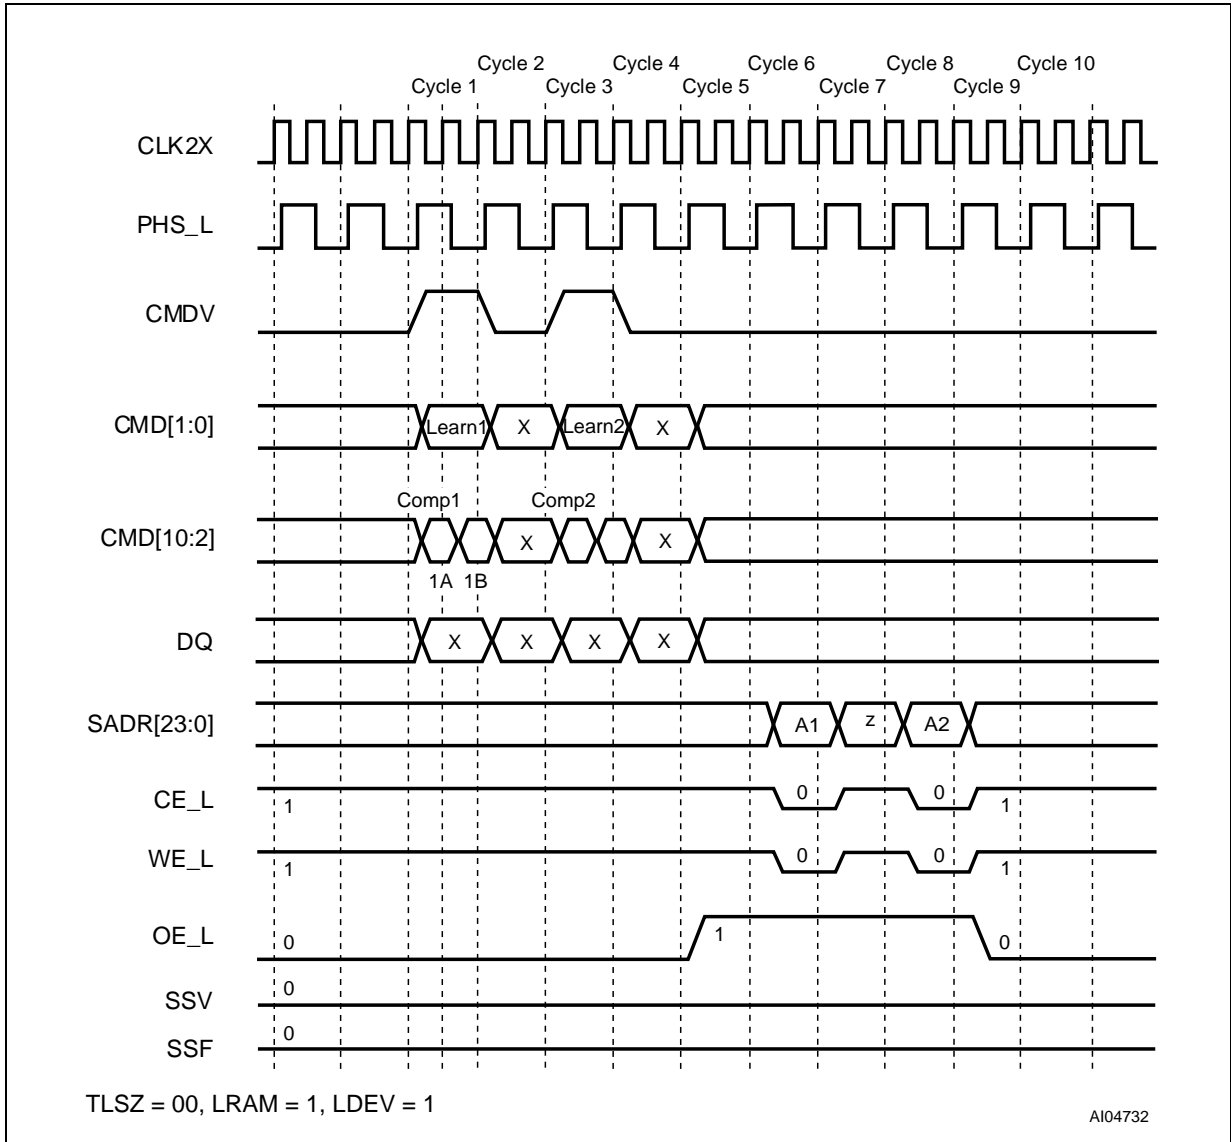 Cycle 2 Cycle 4 Cycle 6 Cycle 8 Cycle 10
Cycle 1 Cycle 3 Cycle 5 Cycle 7 Cycle 9
CLK2X
PHS_L
CMDV
CMD[1:0] Learn1 X Learn2 X
Comp1 Comp2
CMD[10:2] X X
1A 1B
DQ X X X X
SADR[23:0] A1 z A2
CE_L 1 0 0 1
WE_L 1 0 0 1
OE_L 0 1 0
SSV 0
SSF 0
TLSZ = 00, LRAM = 1, LDEV = 1
AI04732